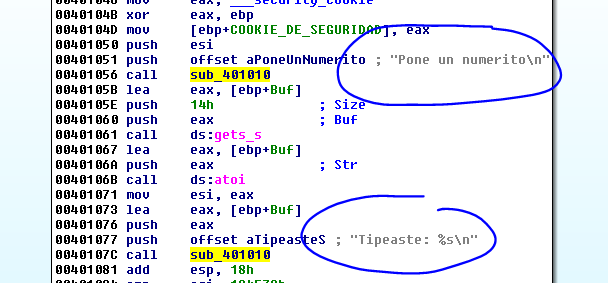 00401048 mov eax, ___security_cookie
0040104B xor eax, ebp
0040104D mov [ebp+COOKIE_DE_SEGURIDAD], eax
00401050 push esi
00401051 push offset aPoneUnNumerito ; "Pone un numerito\n"
00401056 call sub_401010
0040105B lea eax, [ebp+Buf]
0040105E push 14h ; Size
00401060 push eax ; Buf
00401061 call ds:gets_s
00401067 lea eax, [ebp+Buf]
0040106A push eax ; Str
0040106B call ds:atoi
00401071 mov esi, eax
00401073 lea eax, [ebp+Buf]
00401076 push eax
00401077 push offset aTipeasteS ; "Tipeaste: %s\n"
0040107C call sub_401010
00401081 add esp, 18h